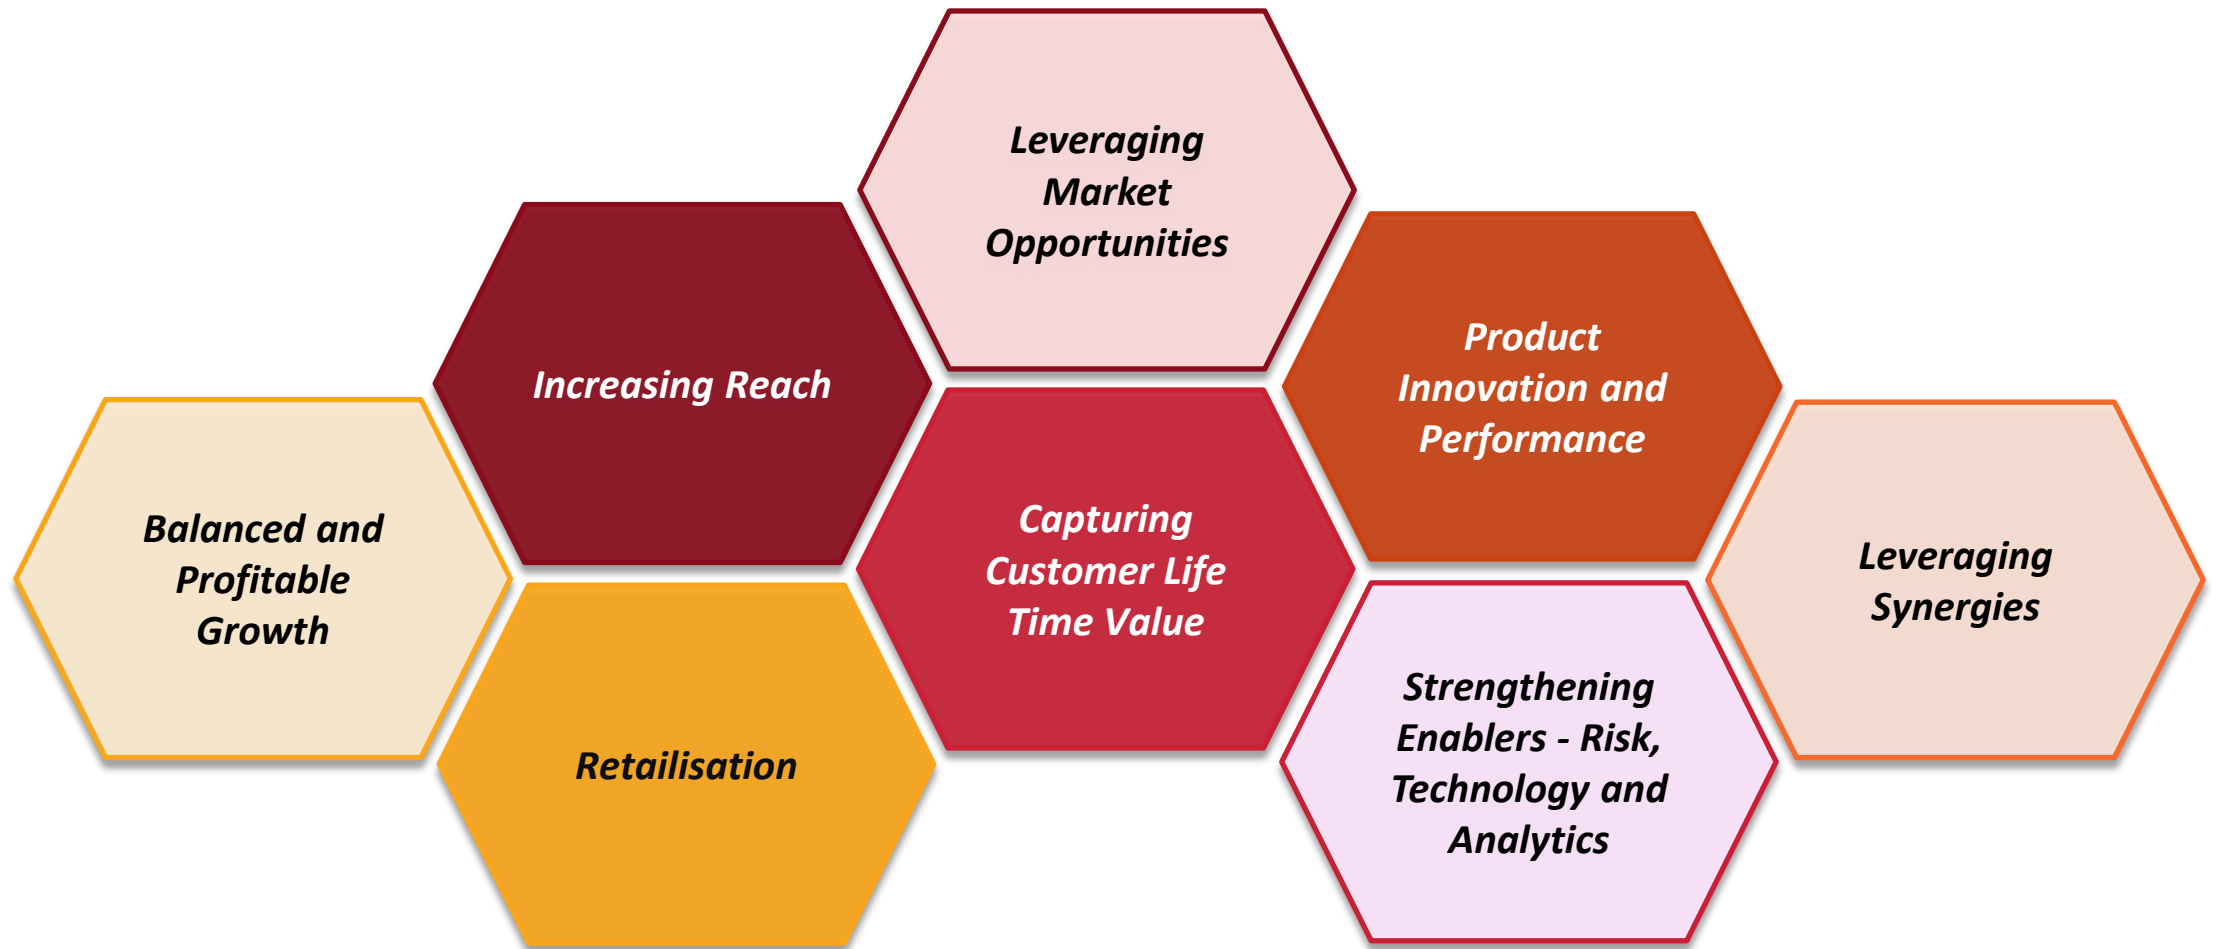 Leveraging
Market
Opportunities
Increasing Reach
Product
Innovation and
Performance
Balanced and
Profitable
Growth
Capturing
Customer Life
Time Value
Leveraging
Synergies
Retailisation
Strengthening
Enablers - Risk,
Technology and
Analytics